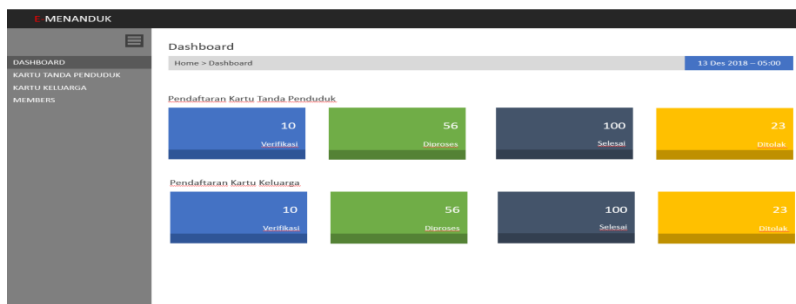 E MENANDUK
DASHBOARD
KARTU TANDA PENDUDUK
KARTU KELUARGA
MEMBERS
Dashboard
Home > Dashboard
13 Des 2018 – 05:00
Pendaftaran Kartu Tanda Penduduk
10
Verifikasi
56
Diproses
100
Selesai
23
Ditolak
Pendaftaran Kartu Keluarga
10
Verifikasi
56
Diproses
100
Selesai
23
Ditolak